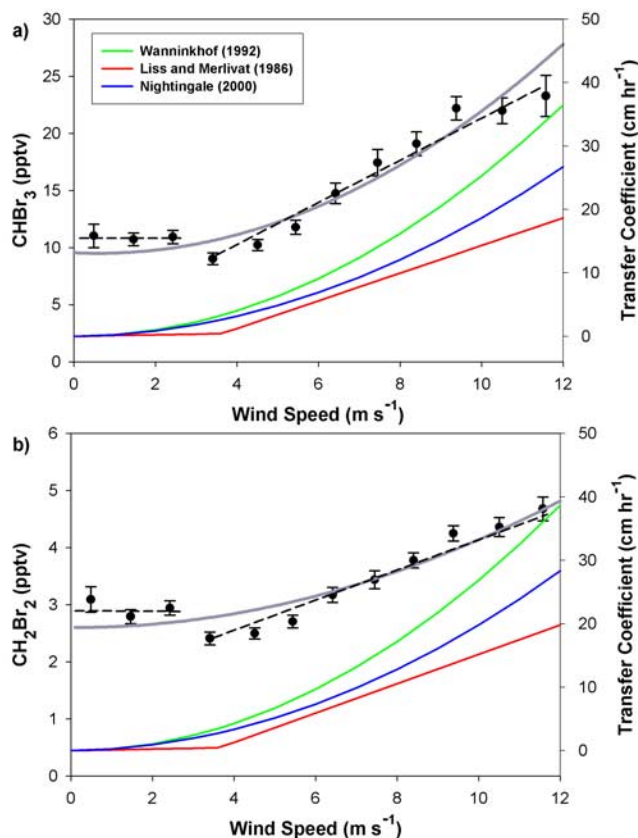 a)
Wanninkhof (1992)
Liss and Merlivat (1986)
Nightingale (2000)
30
25
20
15
10
5
0
CHBr₃ (pptv)
50
40
30
20
10
0
Transfer Coefficient (cm hr⁻¹)
0 2 4 6 8 10 12
Wind Speed (m s⁻¹)
b)
6
5
4
3
2
1
0
CH₂Br₂ (pptv)
50
40
30
20
10
0
Transfer Coefficient (cm hr⁻¹)
0 2 4 6 8 10 12
Wind Speed (m s⁻¹)